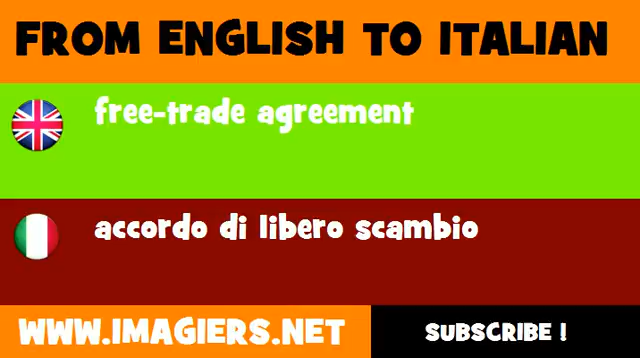 FROM ENGLISH TO ITALIAN
free-trade agreement
accordo di libero scambio
WWW.IMAGIERS.NET
SUBSCRIBE !